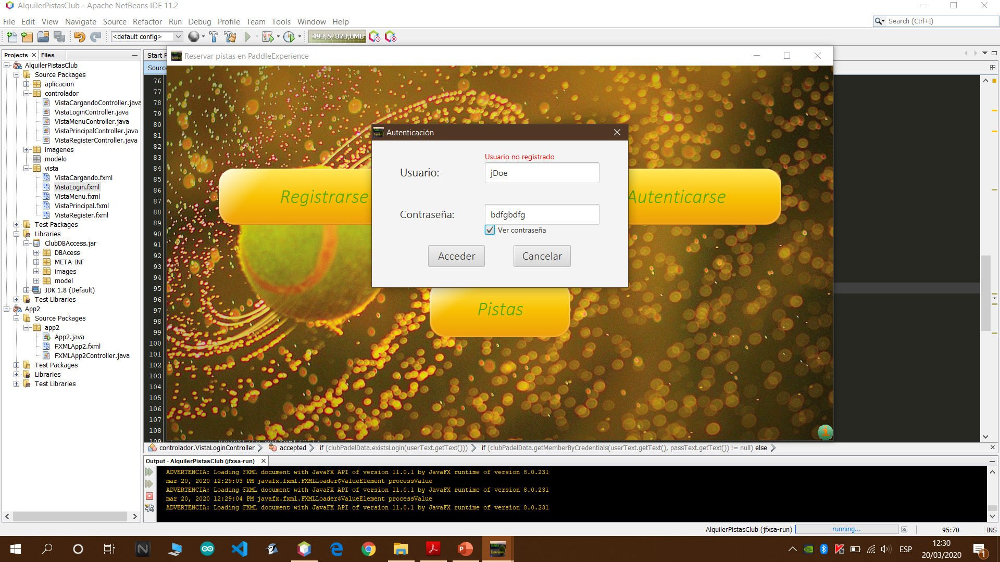 AlquilerPistasClub - Apache NetBeans IDE 11.2
File Edit View Navigate Source Refactor Run Debug Profile Team Tools Window Help
Search (Ctrl+I)
<default config>
493,5/873,0MB
Projects Files
Start
Reservar pistas en PaddleExperience
AlquilerPistasClub
Source Packages
aplicacion
controlador
VistaCargandoController.java
VistaLoginController.java
VistaMenuController.java
VistaPrincipalController.java
VistaRegisterController.java
imagenes
modelo
vista
VistaCargando.fxml
VistaLogin.fxml
VistaMenu.fxml
VistaPrincipal.fxml
VistaRegister.fxml
Test Packages
Libraries
ClubDBAccess.jar
DBAcess
META-INF
images
model
JDK 1.8 (Default)
Test Libraries
App2
Source Packages
app2
App2.java
FXMLApp2.fxml
FXMLApp2Controller.java
Test Packages
Libraries
Test Libraries
76
77
78
79
80
81
82
83
84
85
86
87
88
89
90
91
92
93
94
95
96
97
98
99
100
101
102
103
104
105
106
107
108
109
Registrarse
Autenticarse
Pistas
Autenticación
Usuario no registrado
Usuario: jDoe
Contraseña: bdfgbdfg
Ver contraseña
Acceder Cancelar
1
controlador.VistaLoginController accepted if (clubPadelData.existsLogin(userText.getText())) if (clubPadelData.getMemberByCredentials(userText.getText(), passText.getText()) != null) else
Output - AlquilerPistasClub (jfxsa-run)
ADVERTENCIA: Loading FXML document with JavaFX API of version 11.0.1 by JavaFX runtime of version 8.0.231
mar 20, 2020 12:29:03 PM javafx.fxml.FXMLLoader$ValueElement processValue
ADVERTENCIA: Loading FXML document with JavaFX API of version 11.0.1 by JavaFX runtime of version 8.0.231
mar 20, 2020 12:29:04 PM javafx.fxml.FXMLLoader$ValueElement processValue
ADVERTENCIA: Loading FXML document with JavaFX API of version 11.0.1 by JavaFX runtime of version 8.0.231
AlquilerPistasClub (jfxsa-run) running... 95:70 INS
ESP
12:30
20/03/2020
1